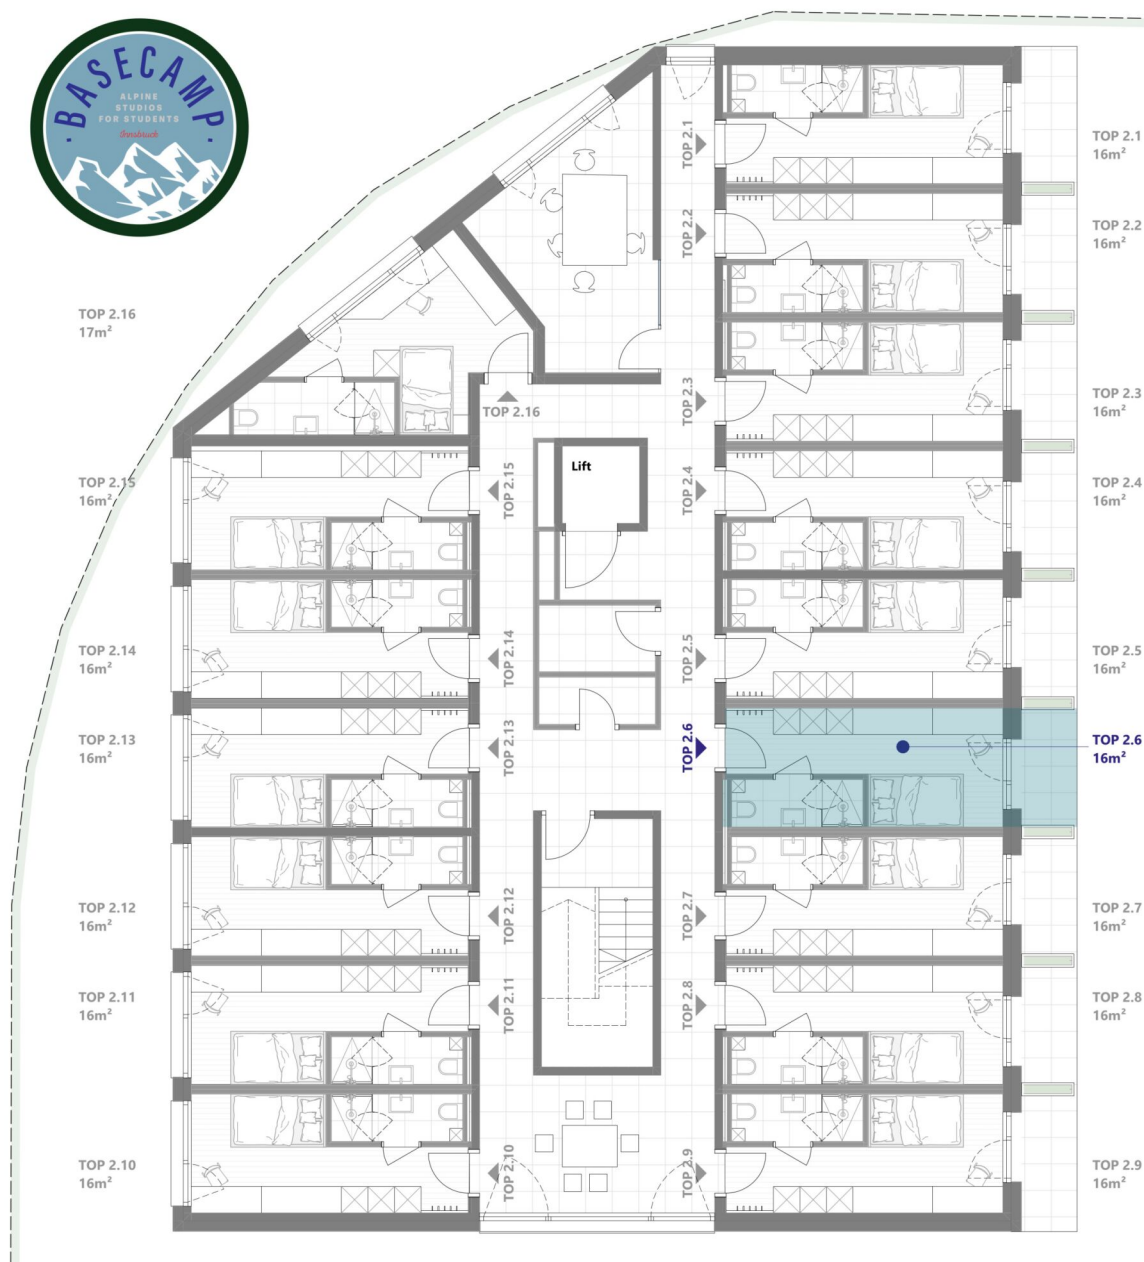 BASECAMP
ALPINE
STUDIOS
FOR STUDENTS
Innsbruck
TOP 2.1
TOP 2.1
16m²
TOP 2.2
TOP 2.2
16m²
TOP 2.16
17m²
TOP 2.16
TOP 2.3
TOP 2.3
16m²
Lift
TOP 2.15
16m²
TOP 2.15
TOP 2.4
TOP 2.4
16m²
TOP 2.14
16m²
TOP 2.14
TOP 2.5
TOP 2.5
16m²
TOP 2.13
16m²
TOP 2.13
TOP 2.6
TOP 2.6
16m²
TOP 2.12
16m²
TOP 2.12
TOP 2.7
TOP 2.7
16m²
TOP 2.11
16m²
TOP 2.11
TOP 2.8
TOP 2.8
16m²
TOP 2.10
16m²
TOP 2.10
TOP 2.9
TOP 2.9
16m²